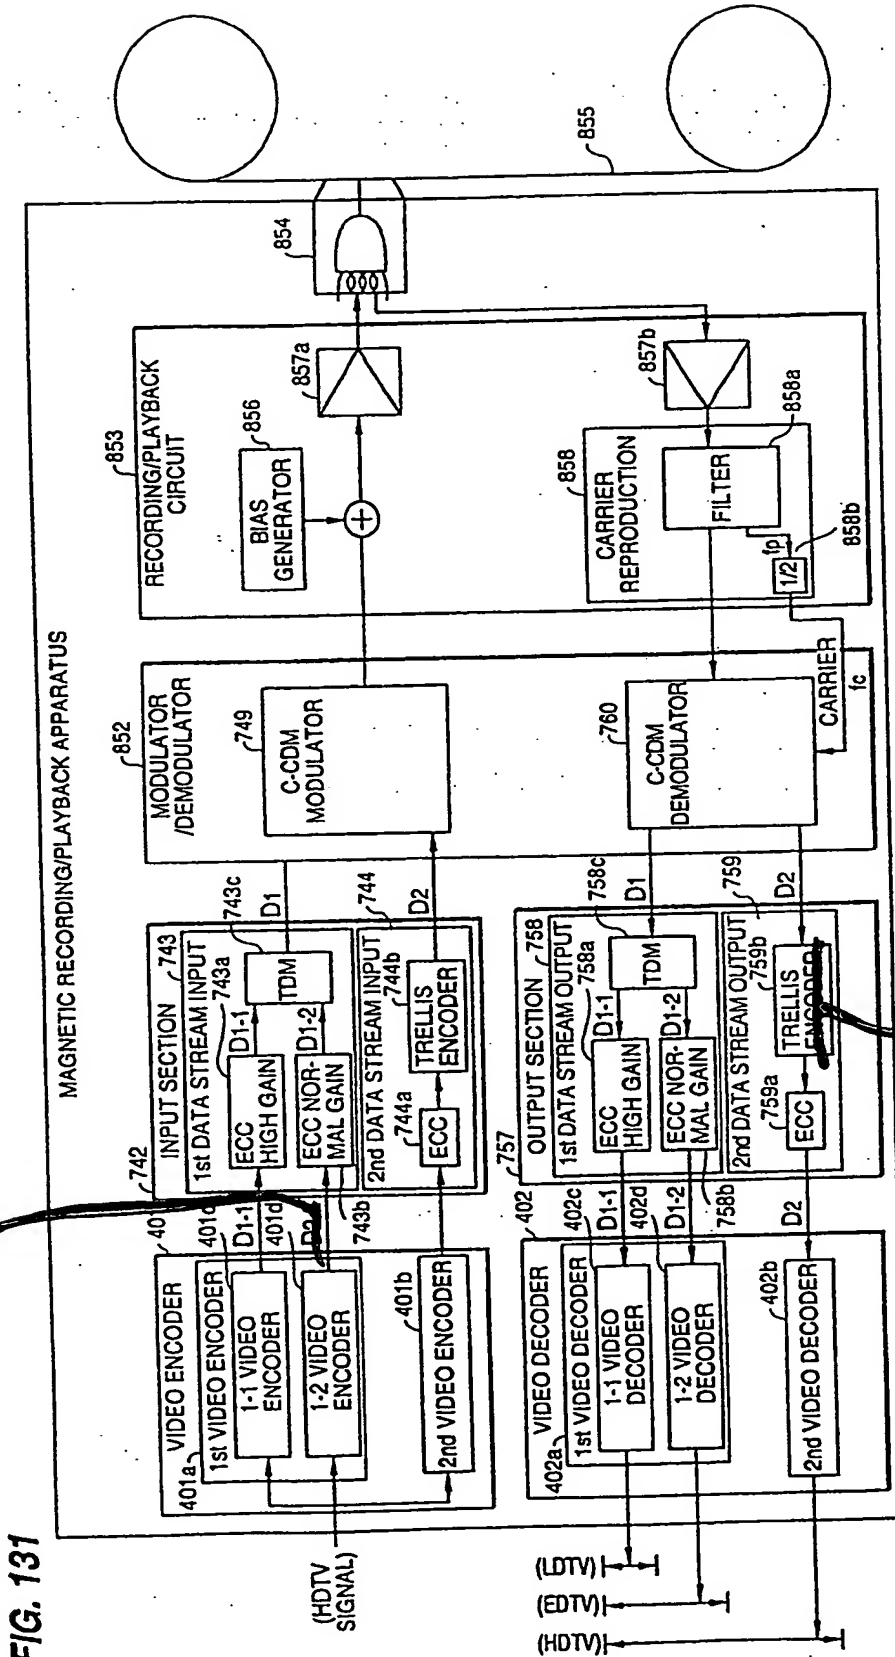 FIG. 131
MAGNETIC RECORDING/PLAYBACK APPARATUS
(HDTV
SIGNAL)
VIDEO ENCODER
401
401a
1st VIDEO ENCODER
1-1 VIDEO
ENCODER
401c
D1-1
1-2 VIDEO
ENCODER
401d
2nd VIDEO ENCODER
401b
742
INPUT SECTION
743
1st DATA STREAM INPUT
743a
ECC
HIGH GAIN
D1-1
743c
TDM
D1
ECC NOR-
MAL GAIN
D1-2
743b
2nd DATA STREAM INPUT
744
744a
ECC
744b
TRELLIS
ENCODER
D2
852
MODULATOR
/DEMODULATOR
749
C-CDM
MODULATOR
760
C-CDM
DEMODULATOR
CARRIER
fc
853
RECORDING/PLAYBACK
CIRCUIT
856
BIAS
GENERATOR
+
857a
854
855
857b
858
CARRIER
REPRODUCTION
858a
FILTER
fp
1/2
858b
757
OUTPUT SECTION
758
1st DATA STREAM OUTPUT
758a
ECC
HIGH GAIN
D1-1
758c
TDM
D1
ECC NOR-
MAL GAIN
D1-2
758b
2nd DATA STREAM OUTPUT
759
759a
ECC
759b
TRELLIS
D2
402
VIDEO DECODER
402a
1st VIDEO DECODER
1-1 VIDEO
DECODER
402c
D1-1
1-2 VIDEO
DECODER
402d
D1-2
2nd VIDEO DECODER
402b
D2
(LDTV)
(EDTV)
(HDTV)